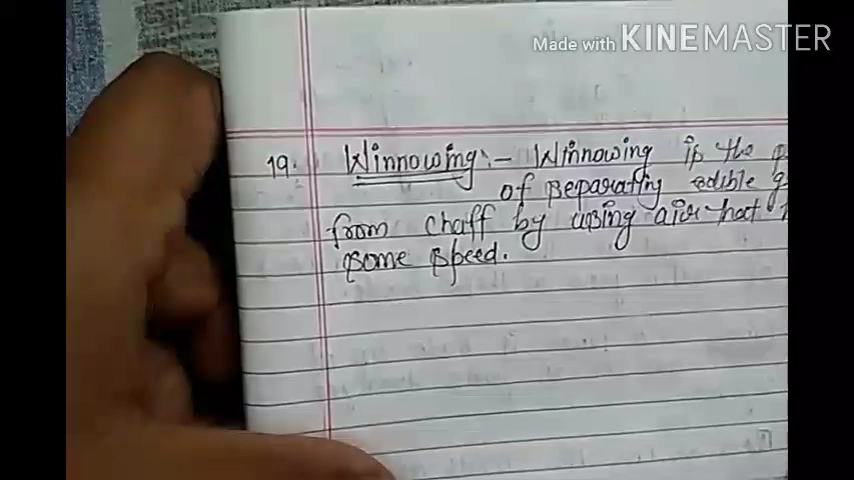 Made with KINEMASTER
19. Winnowing :- Winnowing is the
of separating edible
from chaff by using air that
some speed.